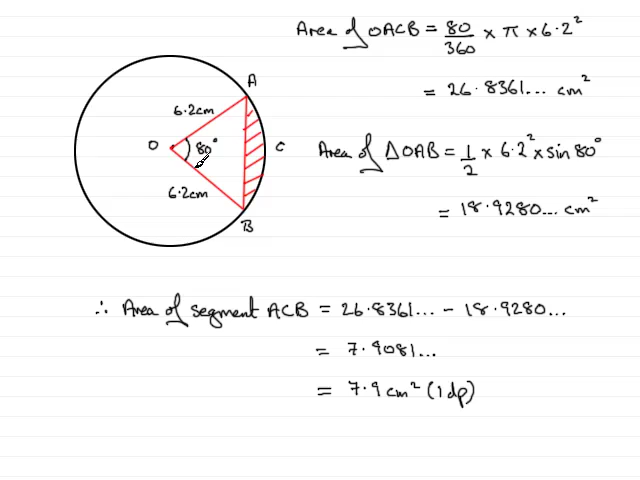 Area of OACB = 80/360 × π × 6.2²
= 26.8361... cm²
A
6.2cm
O
80°
C
6.2cm
B
Area of △OAB = 1/2 × 6.2² × sin 80°
= 18.9280... cm²
∴ Area of segment ACB = 26.8361... - 18.9280...
= 7.9081...
= 7.9 cm² (1dp)